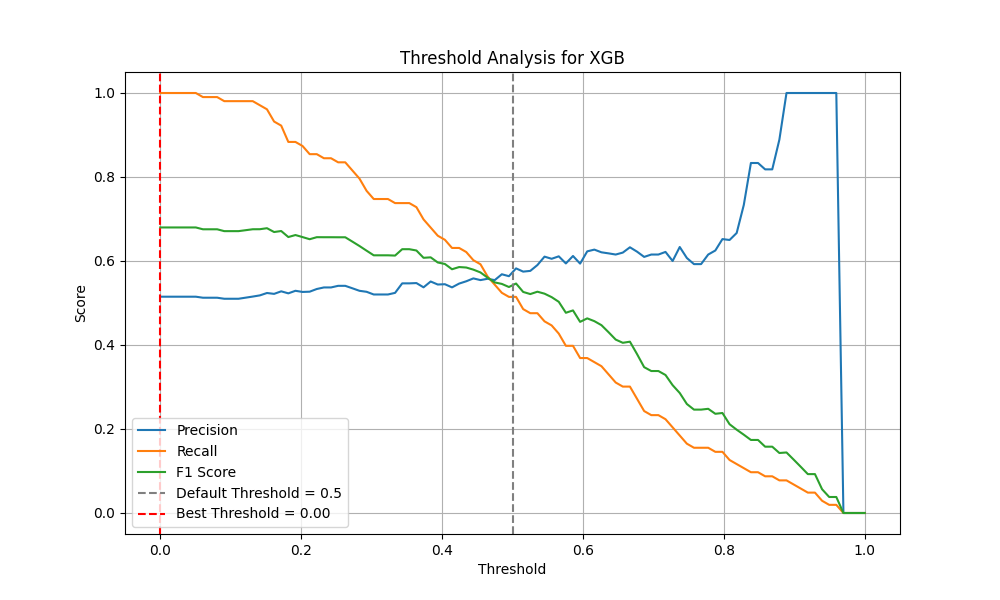 Threshold Analysis for XGB
Score
1.0
0.8
0.6
0.4
0.2
0.0
Precision
Recall
F1 Score
Default Threshold = 0.5
Best Threshold = 0.00
0.0 0.2 0.4 0.6 0.8 1.0
Threshold